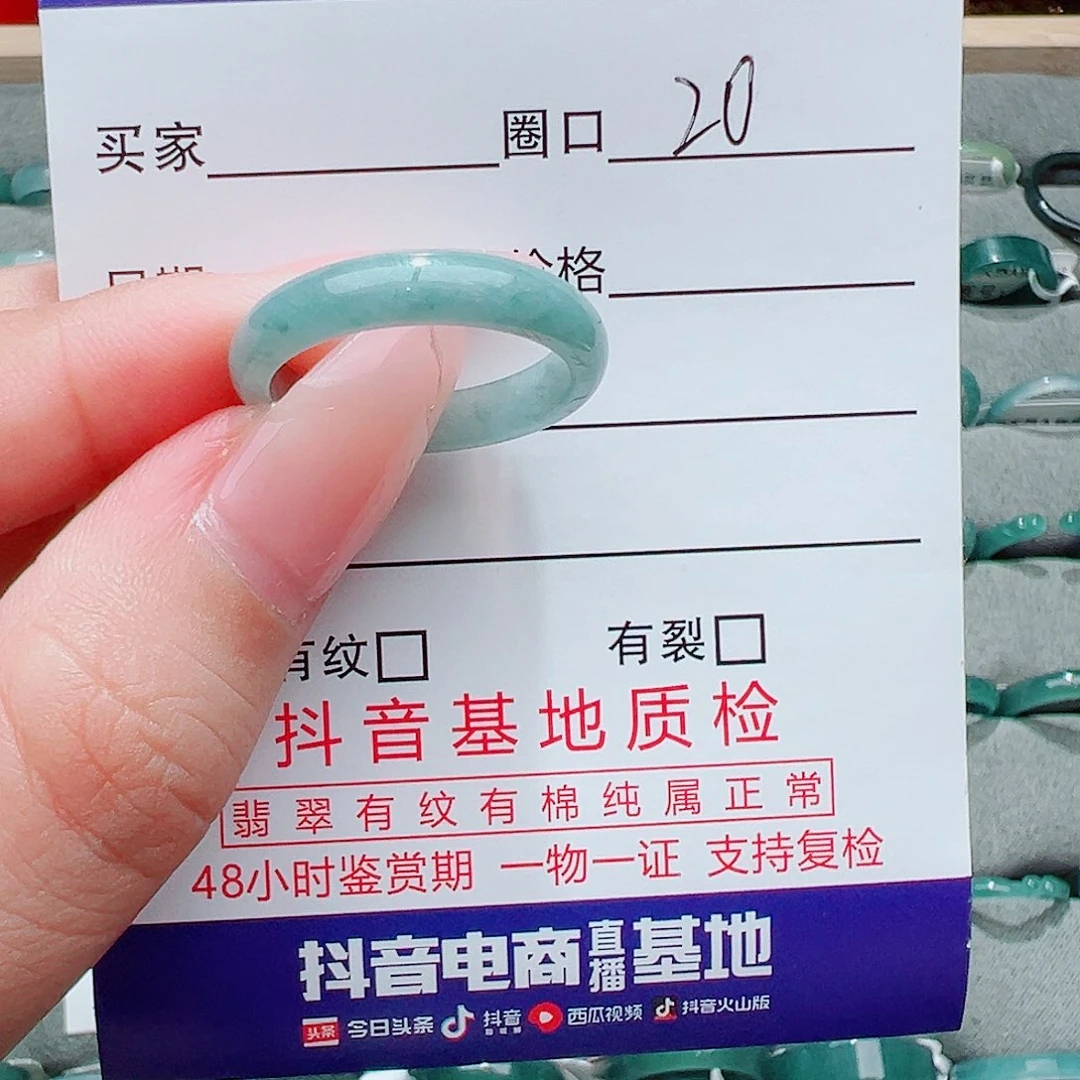 买家 圈口 20
日期 价格
有纹□ 有裂□
抖音基地质检
翡翠有纹有棉纯属正常
48小时鉴赏期 一物一证 支持复检
抖音电商直播基地
头条 今日头条 抖音 西瓜视频 抖音火山版